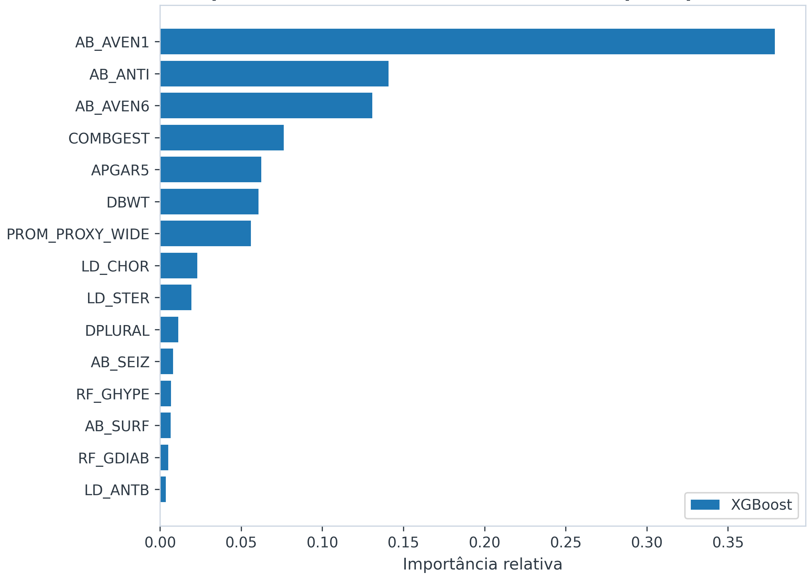 AB_AVEN1
AB_ANTI
AB_AVEN6
COMBGEST
APGAR5
DBWT
PROM_PROXY_WIDE
LD_CHOR
LD_STER
DPLURAL
AB_SEIZ
RF_GHYPE
AB_SURF
RF_GDIAB
LD_ANTB
XGBoost
0.00 0.05 0.10 0.15 0.20 0.25 0.30 0.35
Importância relativa